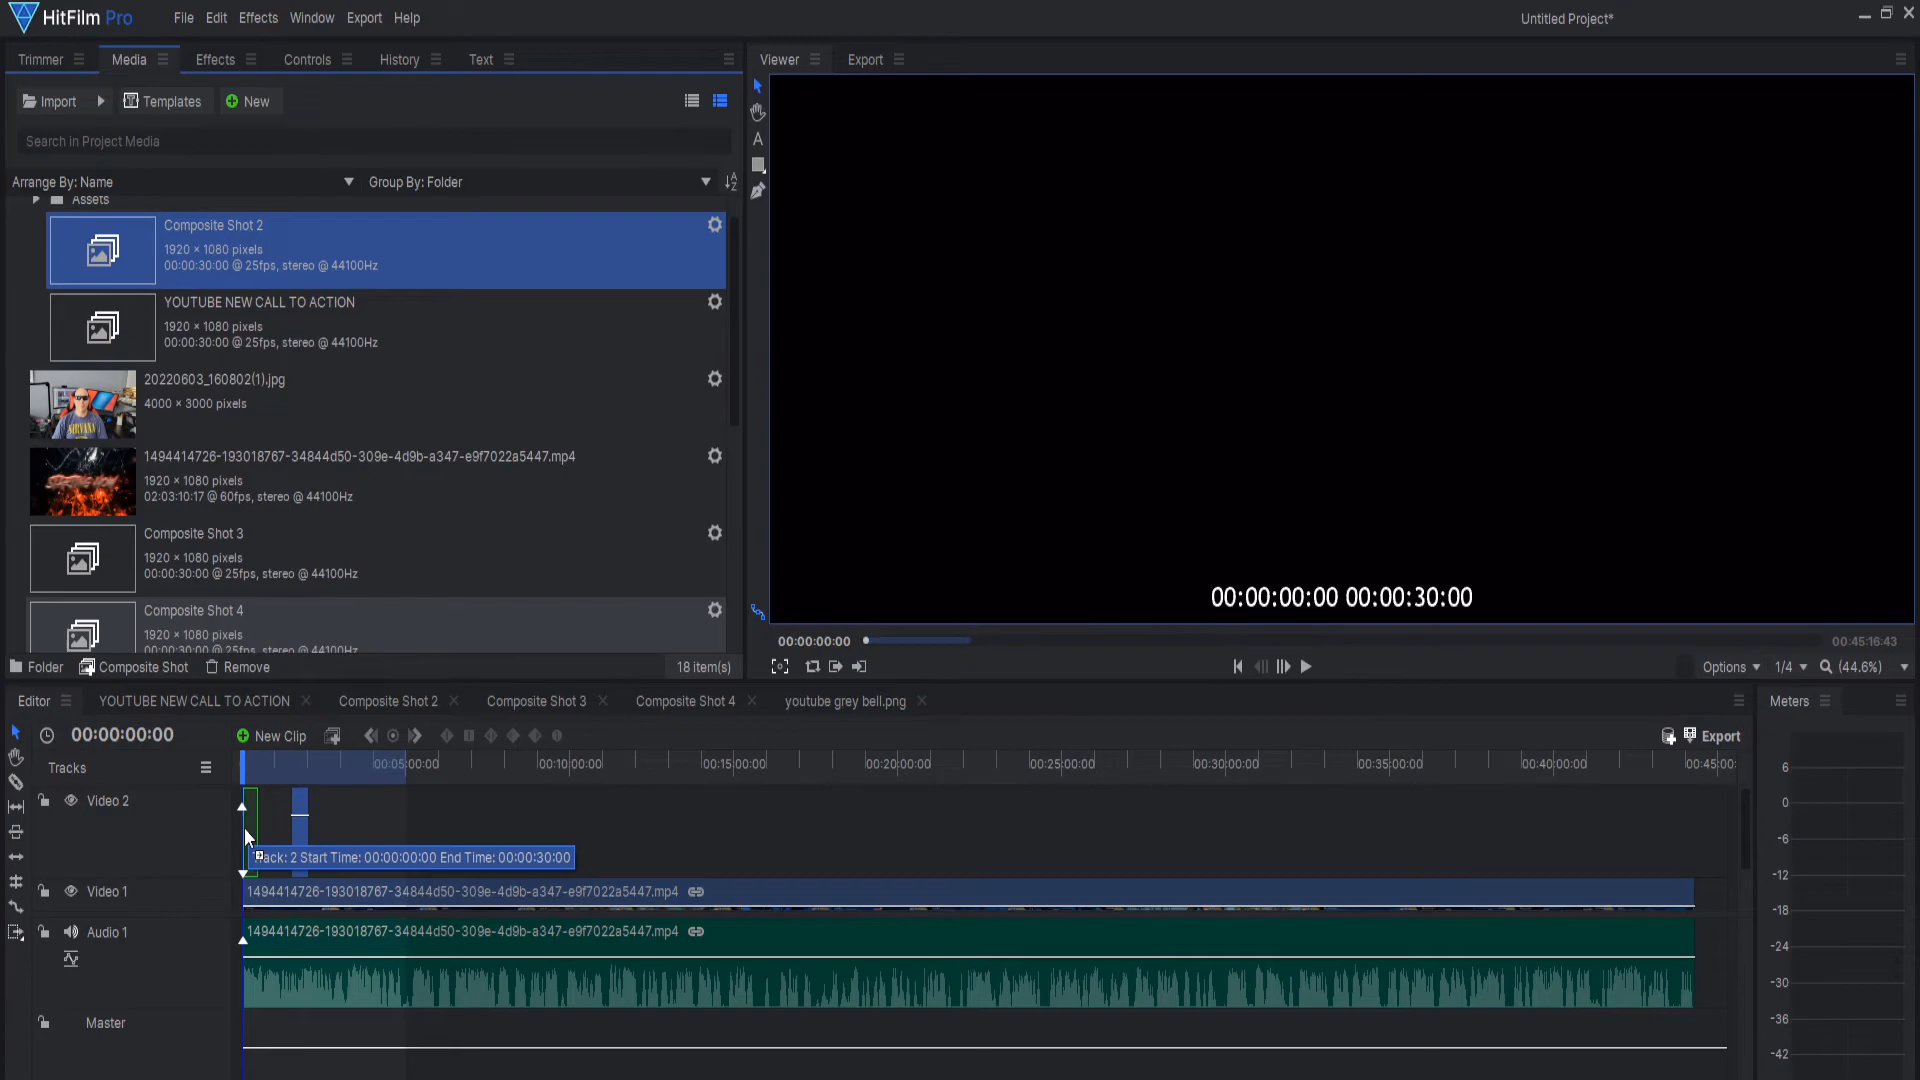 HitFilm Pro
File Edit Effects Window Export Help
Untitled Project*
Trimmer Media Effects Controls History Text
Viewer Export
Import Templates New
Search in Project Media
Arrange By: Name Group By: Folder
Assets
Composite Shot 2
1920 × 1080 pixels
00:00:30:00 @ 25fps, stereo @ 44100Hz
YOUTUBE NEW CALL TO ACTION
1920 × 1080 pixels
00:00:30:00 @ 25fps, stereo @ 44100Hz
20220603_160802(1).jpg
4000 × 3000 pixels
NIRVANA
1494414726-193018767-34844d50-309e-4d9b-a347-e9f7022a5447.mp4
1920 × 1080 pixels
02:03:10:17 @ 60fps, stereo @ 44100Hz
Composite Shot 3
1920 × 1080 pixels
00:00:30:00 @ 25fps, stereo @ 44100Hz
Composite Shot 4
1920 × 1080 pixels
00:00:30:00 @ 25fps, stereo @ 44100Hz
Folder Composite Shot Remove 18 item(s)
00:00:00:00 00:00:30:00
00:00:00:00 00:45:16:43
Options 1/4 (44.6%)
Editor YOUTUBE NEW CALL TO ACTION Composite Shot 2 Composite Shot 3 Composite Shot 4 youtube grey bell.png
Meters
00:00:00:00 New Clip Export
Tracks
00:05:00:00 00:10:00:00 00:15:00:00 00:20:00:00 00:25:00:00 00:30:00:00 00:35:00:00 00:40:00:00 00:45:00:
Video 2
Track: 2 Start Time: 00:00:00:00 End Time: 00:00:30:00
Video 1
1494414726-193018767-34844d50-309e-4d9b-a347-e9f7022a5447.mp4
Audio 1
1494414726-193018767-34844d50-309e-4d9b-a347-e9f7022a5447.mp4
Master
6
0
-6
-12
-18
-24
-30
-36
-42